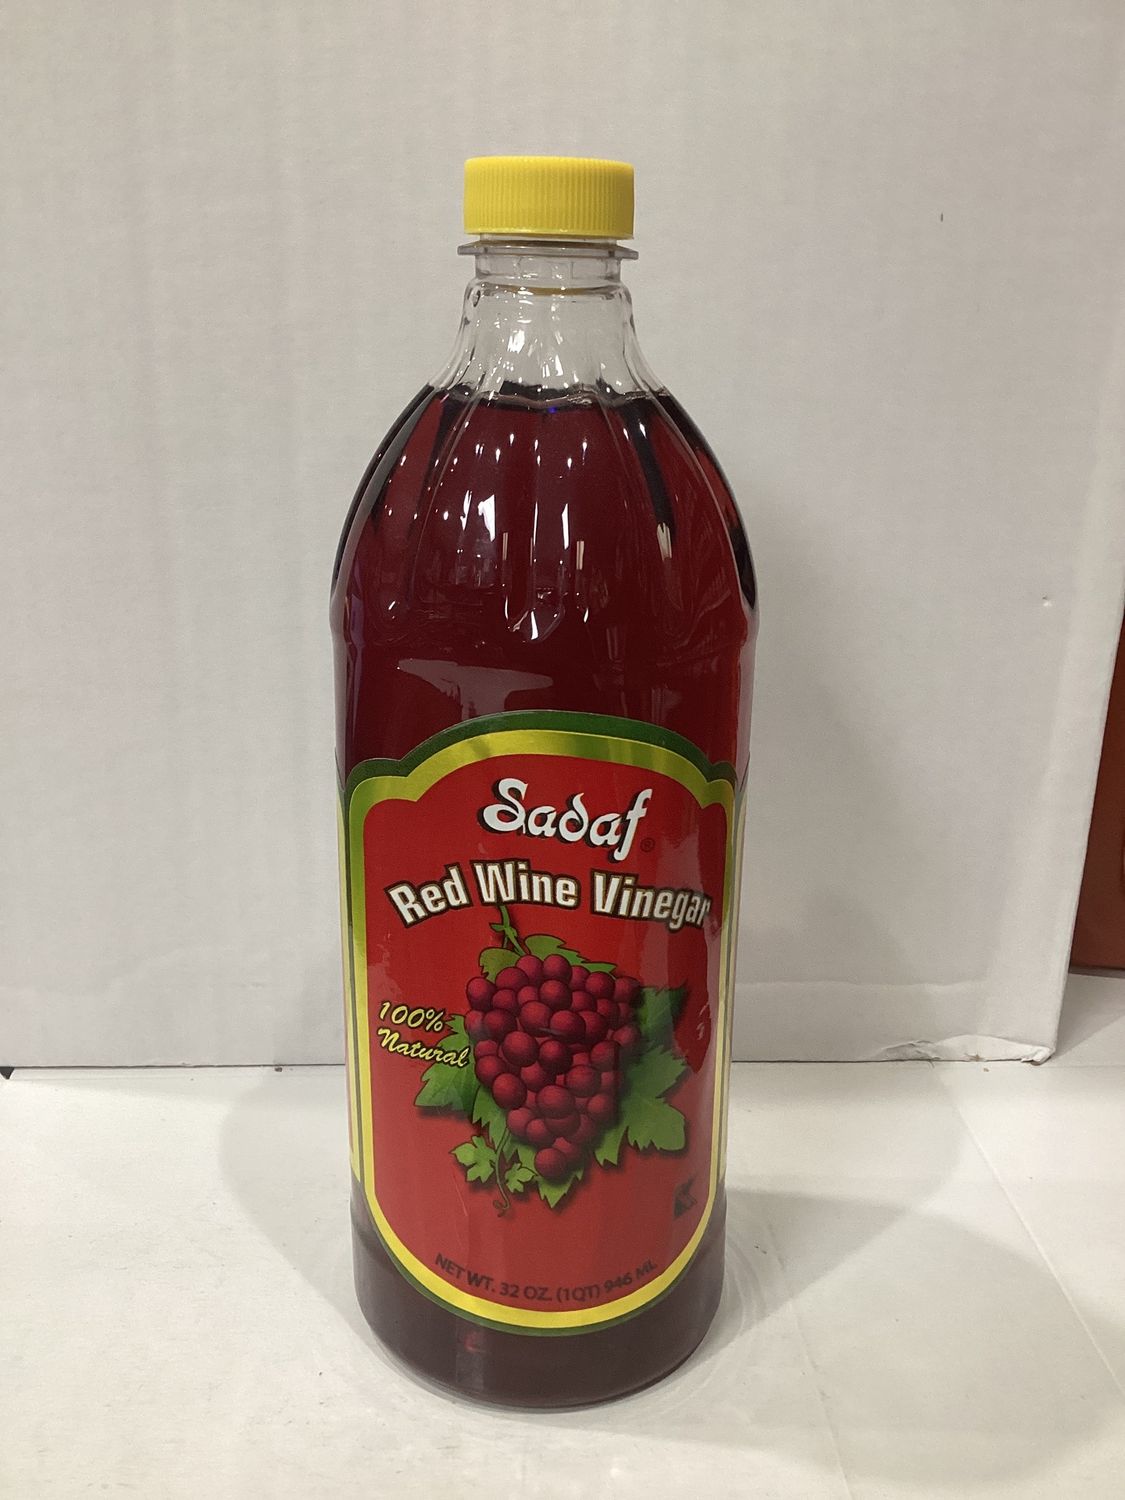 Sadaf®
Red Wine Vinegar
100%
Natural
K
NET WT. 32 OZ. (1QT) 946 ML